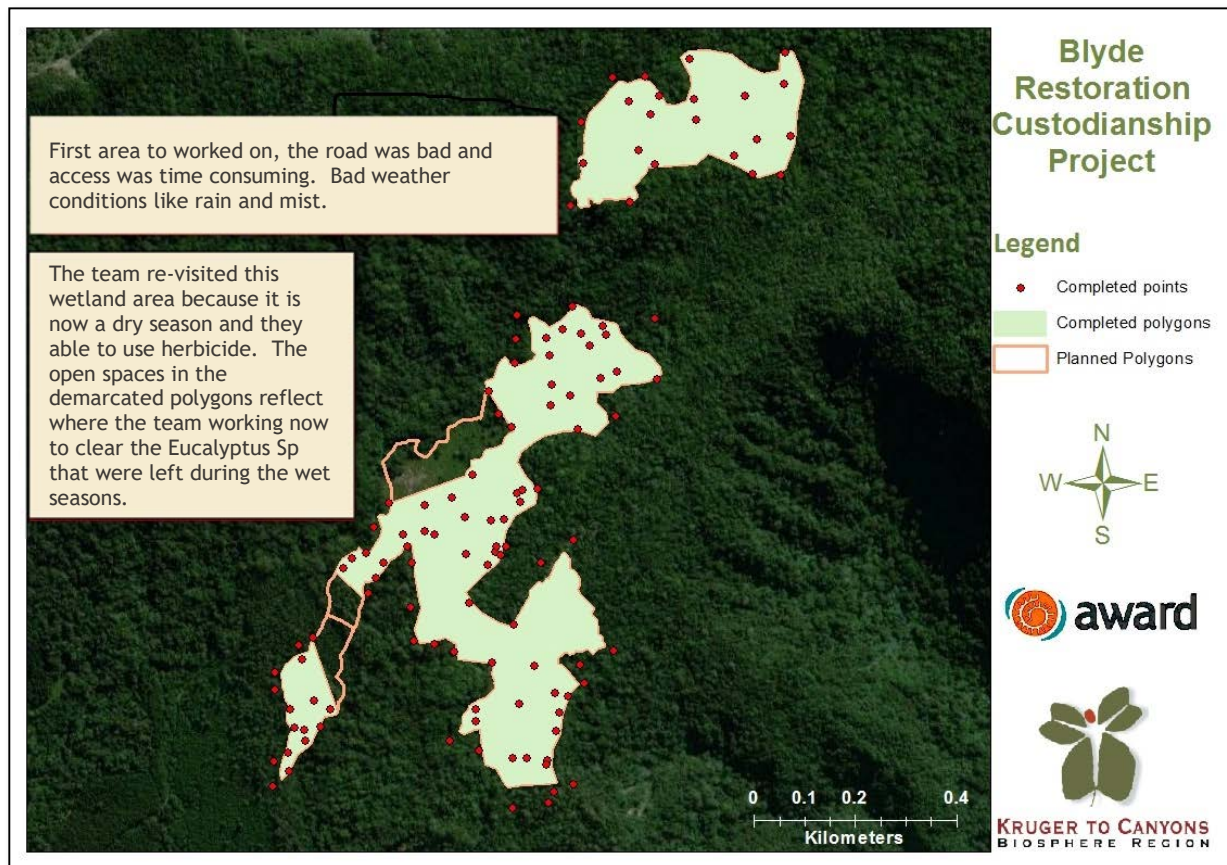 First area to worked on, the road was bad and
access was time consuming.  Bad weather
conditions like rain and mist.
The team re-visited this
wetland area because it is
now a dry season and they
able to use herbicide.  The
open spaces in the
demarcated polygons reflect
where the team working now
to clear the Eucalyptus Sp
that were left during the wet
seasons.
Blyde
Restoration
Custodianship
Project
Legend
Completed points
Completed polygons
Planned Polygons
N
W E
S
award
KRUGER TO CANYONS
BIOSPHERE REGION
0 0.1 0.2 0.4
Kilometers